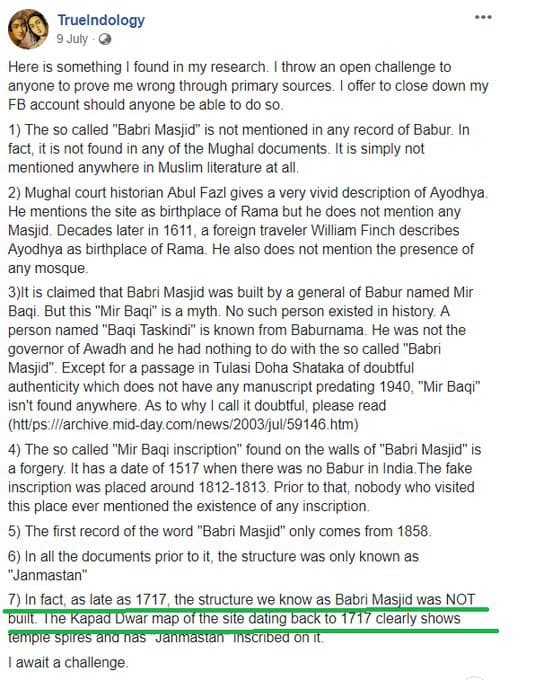 TrueIndology
9 July ·
Here is something I found in my research. I throw an open challenge to
anyone to prove me wrong through primary sources. I offer to close down my
FB account should anyone be able to do so.
1) The so called "Babri Masjid" is not mentioned in any record of Babur. In
fact, it is not found in any of the Mughal documents. It is simply not
mentioned anywhere in Muslim literature at all.
2) Mughal court historian Abul Fazl gives a very vivid description of Ayodhya.
He mentions the site as birthplace of Rama but he does not mention any
Masjid. Decades later in 1611, a foreign traveler William Finch describes
Ayodhya as birthplace of Rama. He also does not mention the presence of
any mosque.
3)It is claimed that Babri Masjid was built by a general of Babur named Mir
Baqi. But this "Mir Baqi" is a myth. No such person existed in history. A
person named "Baqi Taskindi" is known from Baburnama. He was not the
governor of Awadh and he had nothing to do with the so called "Babri
Masjid". Except for a passage in Tulasi Doha Shataka of doubtful
authenticity which does not have any manuscript predating 1940, "Mir Baqi"
isn't found anywhere. As to why I call it doubtful, please read
(htt/ps:///archive.mid-day.com/news/2003/jul/59146.htm)
4) The so called "Mir Baqi inscription" found on the walls of "Babri Masjid" is
a forgery. It has a date of 1517 when there was no Babur in India.The fake
inscription was placed around 1812-1813. Prior to that, nobody who visited
this place ever mentioned the existence of any inscription.
5) The first record of the word "Babri Masjid" only comes from 1858.
6) In all the documents prior to it, the structure was only known as
"Janmastan"
7) In fact, as late as 1717, the structure we know as Babri Masjid was NOT
built. The Kapad Dwar map of the site dating back to 1717 clearly shows
temple spires and has "Janmastan" inscribed on it.
I await a challenge.